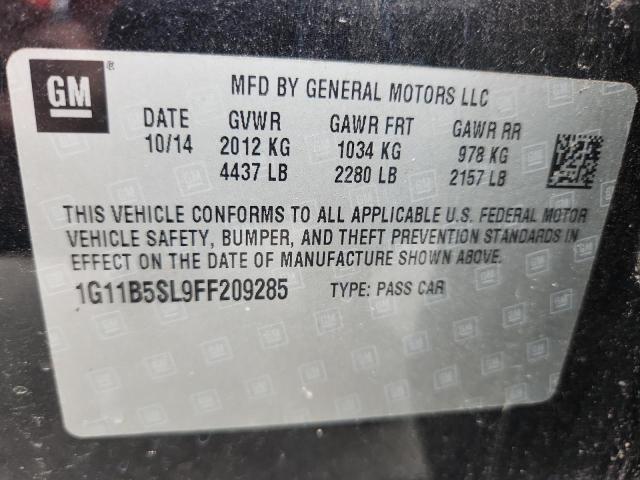 GM ®
MFD BY GENERAL MOTORS LLC
DATE GVWR GAWR FRT GAWR RR
10/14 2012 KG 1034 KG 978 KG
4437 LB 2280 LB 2157 LB
THIS VEHICLE CONFORMS TO ALL APPLICABLE U.S. FEDERAL MOTOR
VEHICLE SAFETY, BUMPER, AND THEFT PREVENTION STANDARDS IN
EFFECT ON THE DATE OF MANUFACTURE SHOWN ABOVE.
1G11B5SL9FF209285 TYPE: PASS CAR